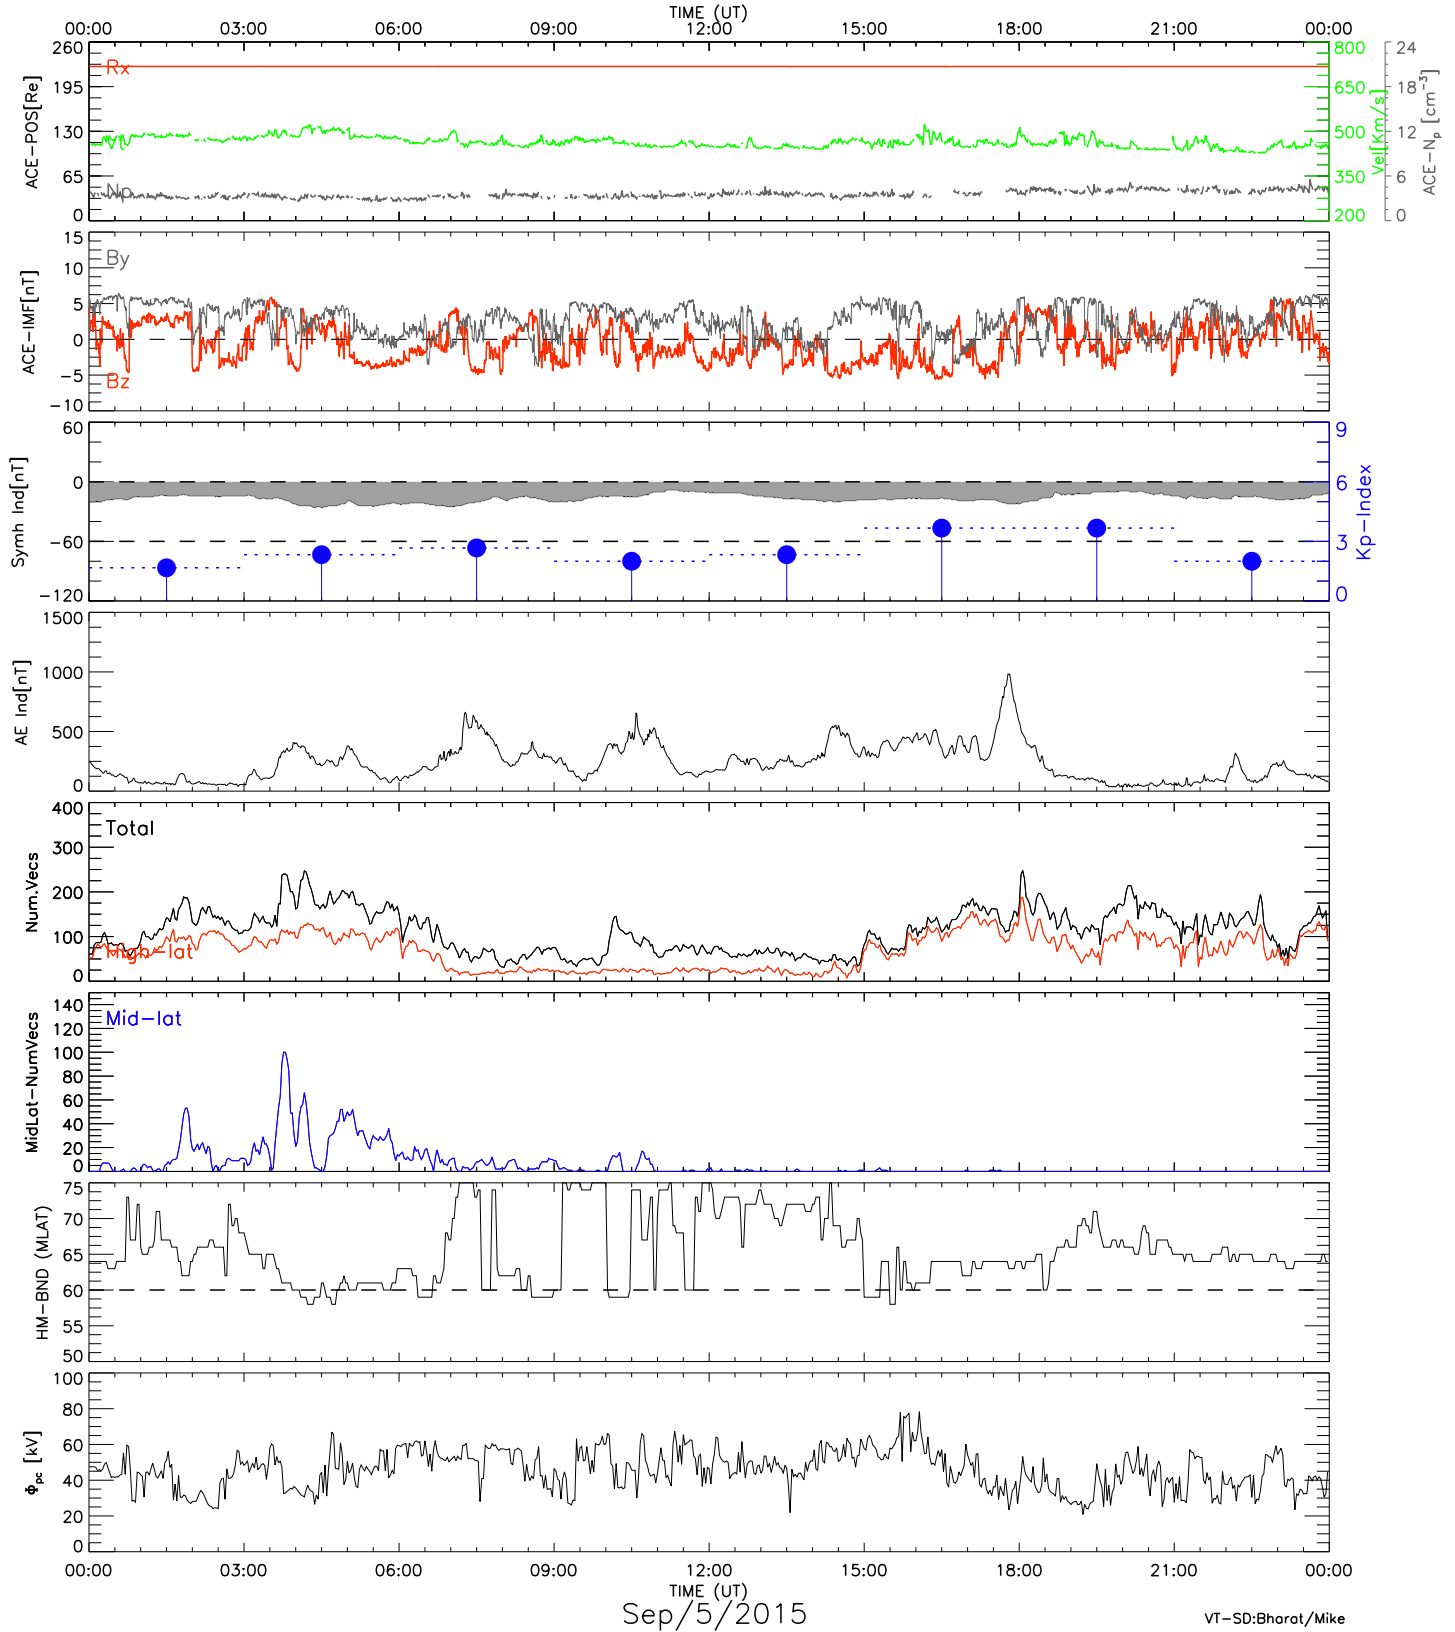 TIME (UT)
00:00 03:00 06:00 09:00 12:00 15:00 18:00 21:00 00:00
260 195 130 65 0
ACE-POS[Re]
Rx
Np
800 650 500 350 200
Vel[Km/s]
24 18 12 6 0
ACE-Np [cm-3]
15 10 5 0 -5 -10
ACE-IMF[nT]
By
Bz
60 0 -60 -120
Symh Ind[nT]
9 6 3 0
Kp-Index
1500 1000 500 0
AE Ind[nT]
400 300 200 100 0
Num.Vecs
Total
High-lat
140 120 100 80 60 40 20 0
MidLat-NumVecs
Mid-lat
75 70 65 60 55 50
HM-BND (MLAT)
100 80 60 40 20 0
Φpc [kV]
00:00 03:00 06:00 09:00 12:00 15:00 18:00 21:00 00:00
TIME (UT)
Sep/5/2015
VT-SD:Bharat/Mike